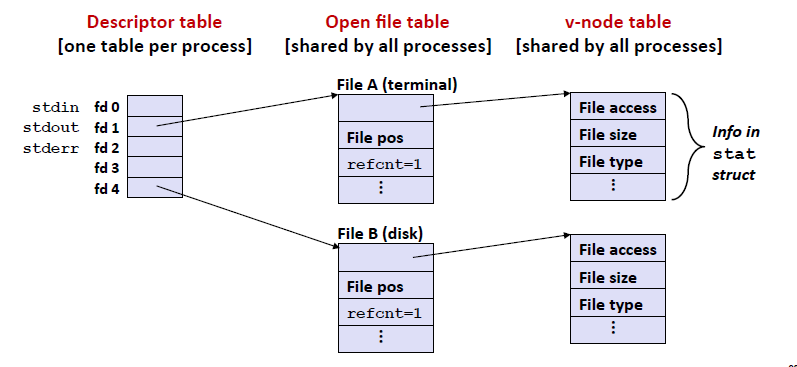 Descriptor table
[one table per process]
Open file table
[shared by all processes]
v-node table
[shared by all processes]
stdin fd 0
stdout fd 1
stderr fd 2
fd 3
fd 4
File A (terminal)
File pos
refcnt=1
⋮
File access
File size
File type
⋮
Info in
stat
struct
File B (disk)
File pos
refcnt=1
⋮
File access
File size
File type
⋮